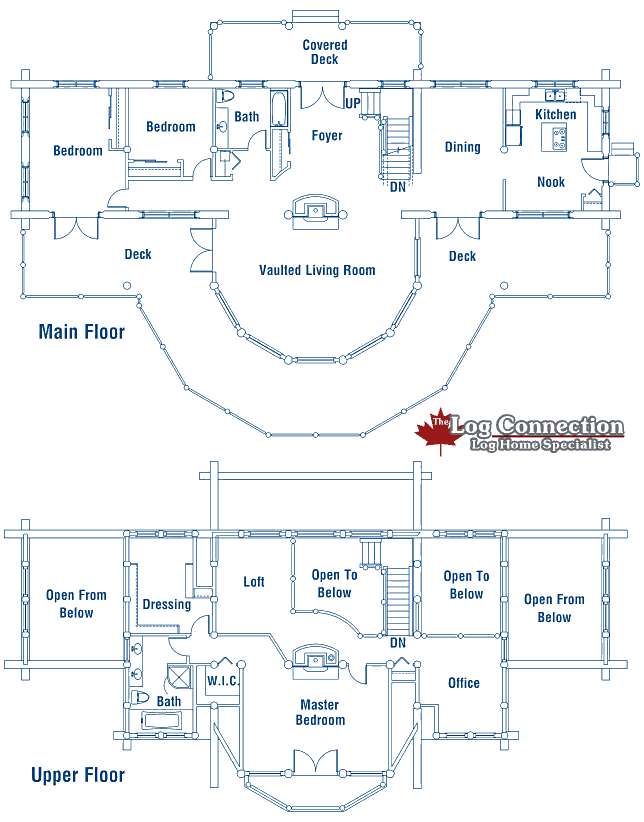 Covered
Deck
UP
Bath
Kitchen
Bedroom
Foyer
Bedroom
Dining
DN
Nook
Deck
Deck
Vaulted Living Room
Main Floor
The Log Connection
Log Home Specialist
Loft
Open To
Below
Open To
Below
Open From
Below
Dressing
Open From
Below
DN
W.I.C.
Office
Bath
Master
Bedroom
Upper Floor